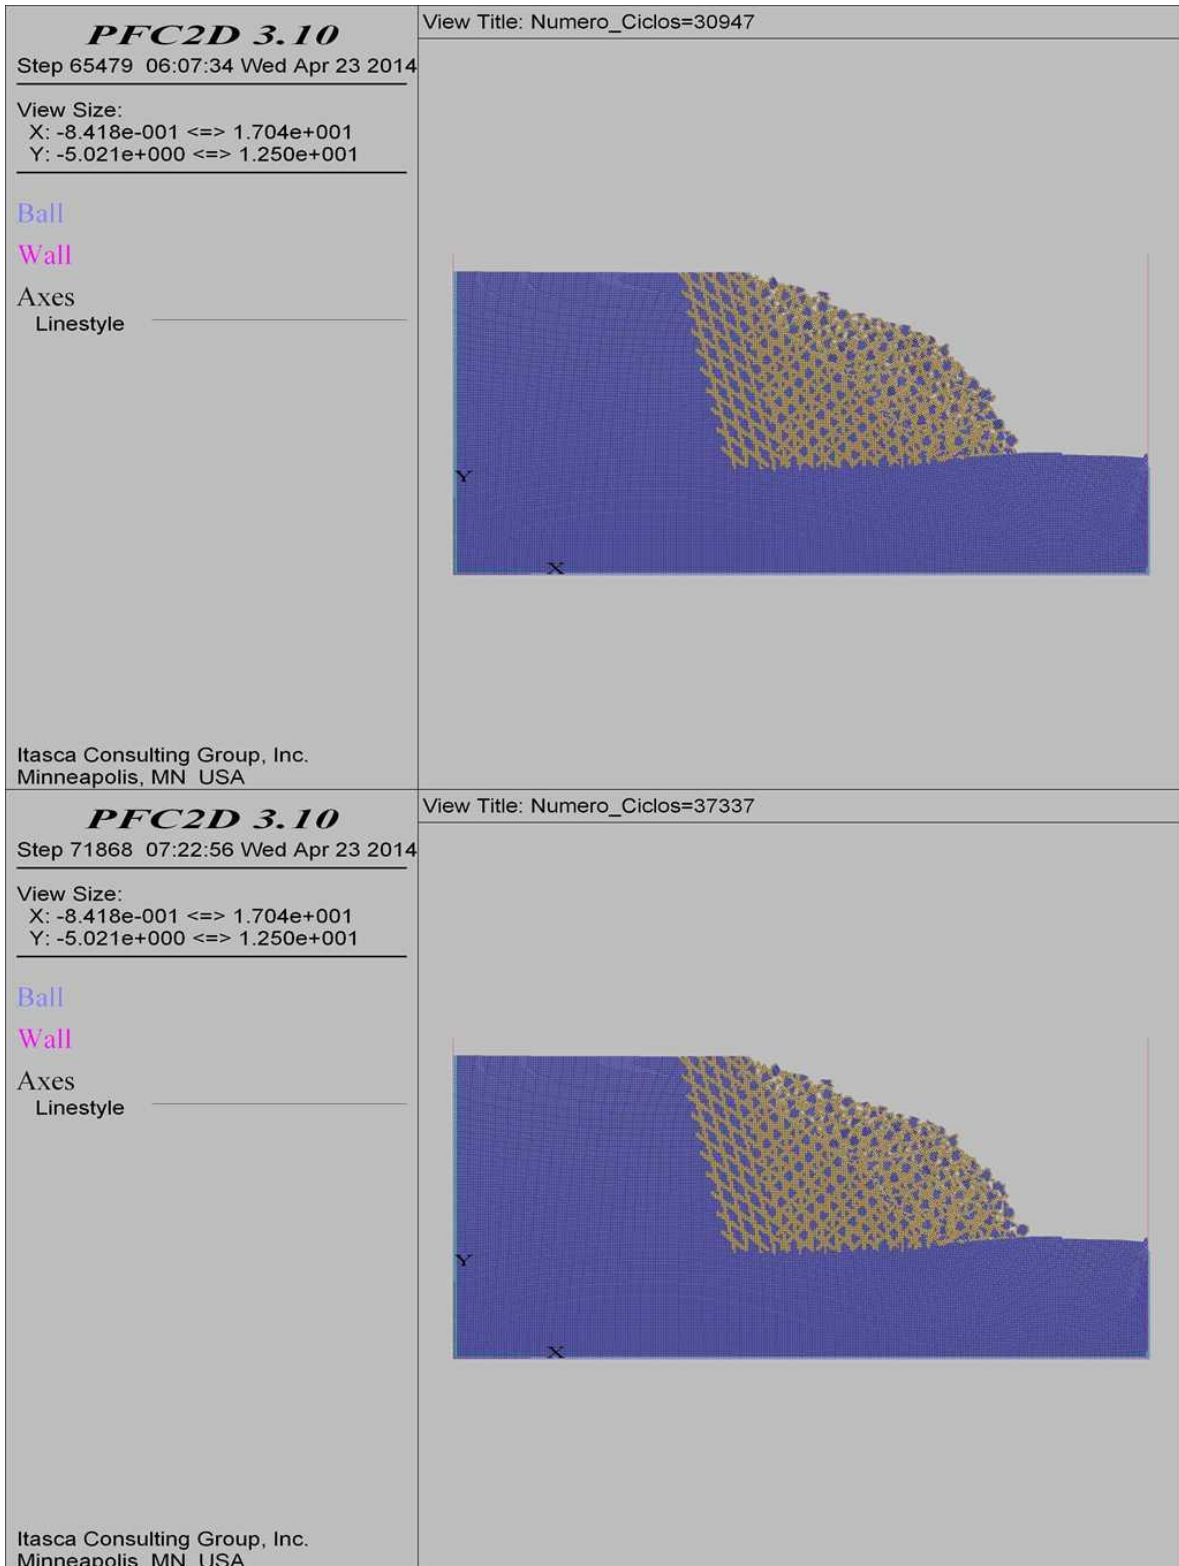 PFC2D 3.10
Step 65479 06:07:34 Wed Apr 23 2014
View Size:
X: -8.418e-001 <=> 1.704e+001
Y: -5.021e+000 <=> 1.250e+001
Ball
Wall
Axes
Linestyle
Itasca Consulting Group, Inc.
Minneapolis, MN USA
View Title: Numero_Ciclos=30947
Y
X
PFC2D 3.10
Step 71868 07:22:56 Wed Apr 23 2014
View Size:
X: -8.418e-001 <=> 1.704e+001
Y: -5.021e+000 <=> 1.250e+001
Ball
Wall
Axes
Linestyle
Itasca Consulting Group, Inc.
Minneapolis, MN USA
View Title: Numero_Ciclos=37337
Y
X